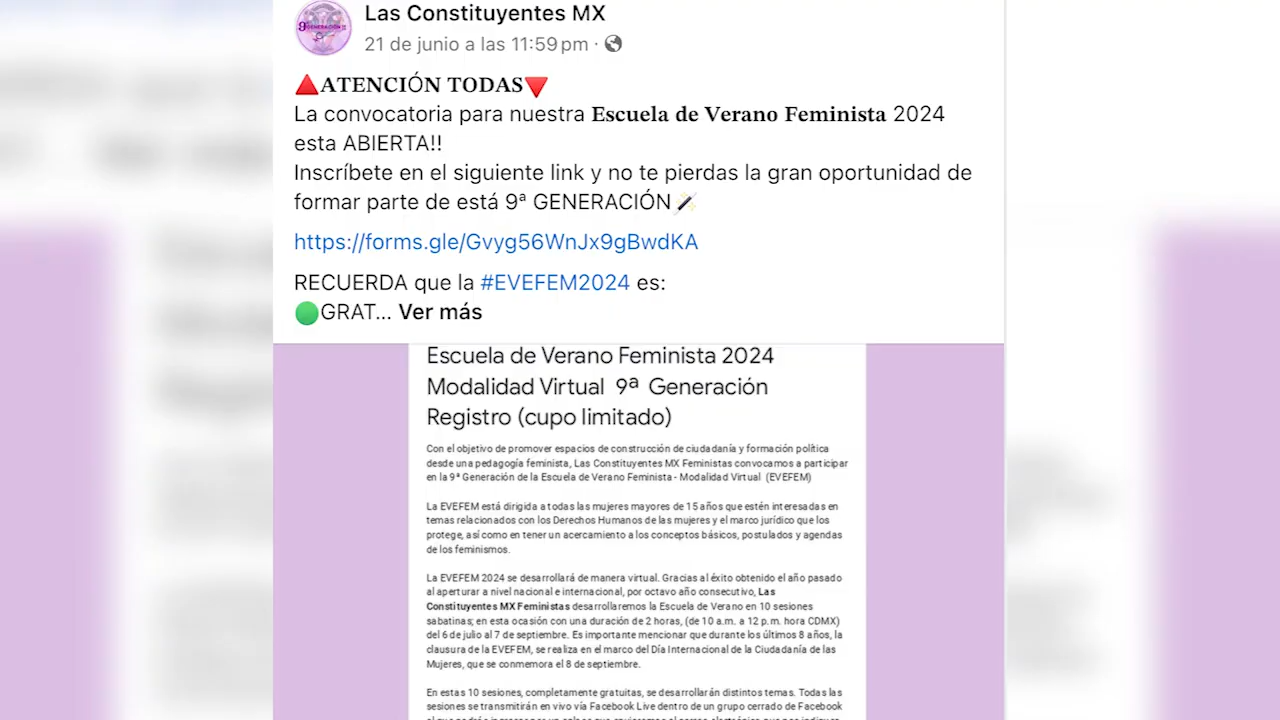 9 GENERACIÓN
Las Constituyentes MX
21 de junio a las 11:59 pm ·
🔺ATENCIÓN TODAS🔻
La convocatoria para nuestra Escuela de Verano Feminista 2024
esta ABIERTA!!
Inscríbete en el siguiente link y no te pierdas la gran oportunidad de
formar parte de está 9ª GENERACIÓN🪄
https://forms.gle/Gvyg56WnJx9gBwdKA
RECUERDA que la #EVEFEM2024 es:
🟢GRAT... Ver más
Escuela de Verano Feminista 2024
Modalidad Virtual 9ª Generación
Registro (cupo limitado)
Con el objetivo de promover espacios de construcción de ciudadanía y formación política
desde una pedagogía feminista, Las Constituyentes MX Feministas convocamos a participar
en la 9ª Generación de la Escuela de Verano Feminista - Modalidad Virtual (EVEFEM)
La EVEFEM está dirigida a todas las mujeres mayores de 15 años que estén interesadas en
temas relacionados con los Derechos Humanos de las mujeres y el marco jurídico que los
protege, así como en tener un acercamiento a los conceptos básicos, postulados y agendas
de los feminismos.
La EVEFEM 2024 se desarrollará de manera virtual. Gracias al éxito obtenido el año pasado
al aperturar a nivel nacional e internacional, por octavo año consecutivo, Las
Constituyentes MX Feministas desarrollaremos la Escuela de Verano en 10 sesiones
sabatinas; en esta ocasión con una duración de 2 horas, (de 10 a.m. a 12 p.m. hora CDMX)
del 6 de julio al 7 de septiembre. Es importante mencionar que durante los últimos 8 años, la
clausura de la EVEFEM, se realiza en el marco del Día Internacional de la Ciudadanía de las
Mujeres, que se conmemora el 8 de septiembre.
En estas 10 sesiones, completamente gratuitas, se desarrollarán distintos temas. Todas las
sesiones se transmitirán en vivo vía Facebook Live dentro de un grupo cerrado de Facebook